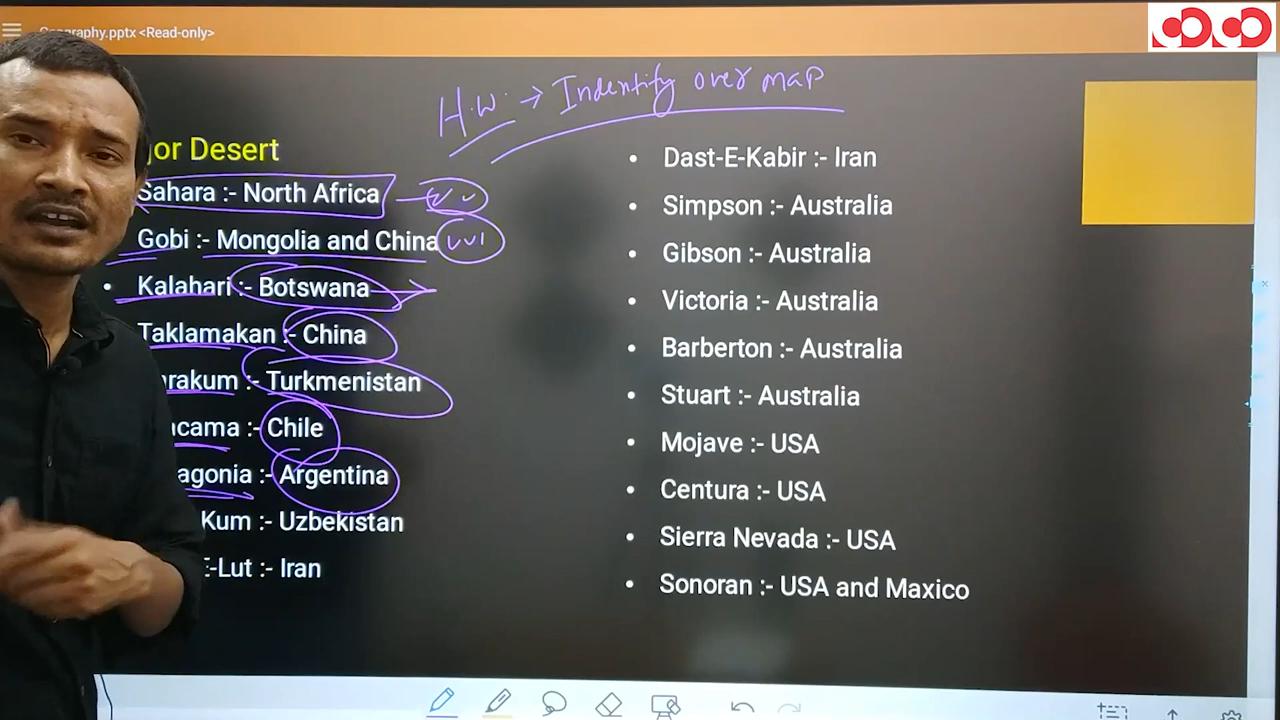 Geography.pptx <Read-only>
H.W. → Indentify over map
jor Desert
Sahara :- North Africa
Gobi :- Mongolia and China
• Kalahari :- Botswana
Taklamakan :- China
arakum :- Turkmenistan
acama :- Chile
agonia :- Argentina
Kum :- Uzbekistan
E-Lut :- Iran
• Dast-E-Kabir :- Iran
• Simpson :- Australia
• Gibson :- Australia
• Victoria :- Australia
• Barberton :- Australia
• Stuart :- Australia
• Mojave :- USA
• Centura :- USA
• Sierra Nevada :- USA
• Sonoran :- USA and Maxico